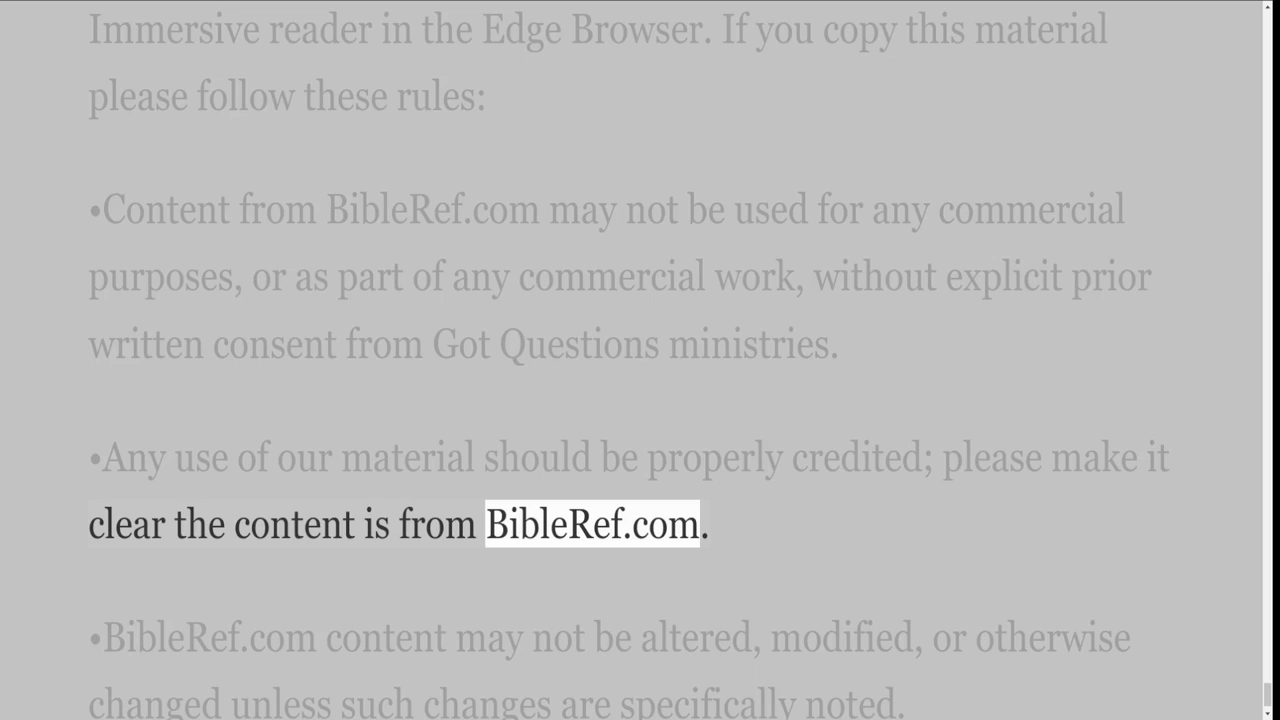 Immersive reader in the Edge Browser. If you copy this material
please follow these rules:
•Content from BibleRef.com may not be used for any commercial
purposes, or as part of any commercial work, without explicit prior
written consent from Got Questions ministries.
•Any use of our material should be properly credited; please make it
clear the content is from BibleRef.com.
•BibleRef.com content may not be altered, modified, or otherwise
changed unless such changes are specifically noted.